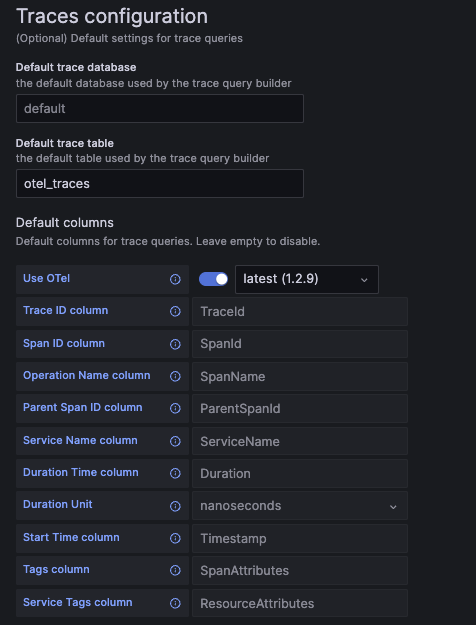 Traces configuration
(Optional) Default settings for trace queries
Default trace database
the default database used by the trace query builder
default
Default trace table
the default table used by the trace query builder
otel_traces
Default columns
Default columns for trace queries. Leave empty to disable.
Use OTel latest (1.2.9)
Trace ID column TraceId
Span ID column SpanId
Operation Name column SpanName
Parent Span ID column ParentSpanId
Service Name column ServiceName
Duration Time column Duration
Duration Unit nanoseconds
Start Time column Timestamp
Tags column SpanAttributes
Service Tags column ResourceAttributes